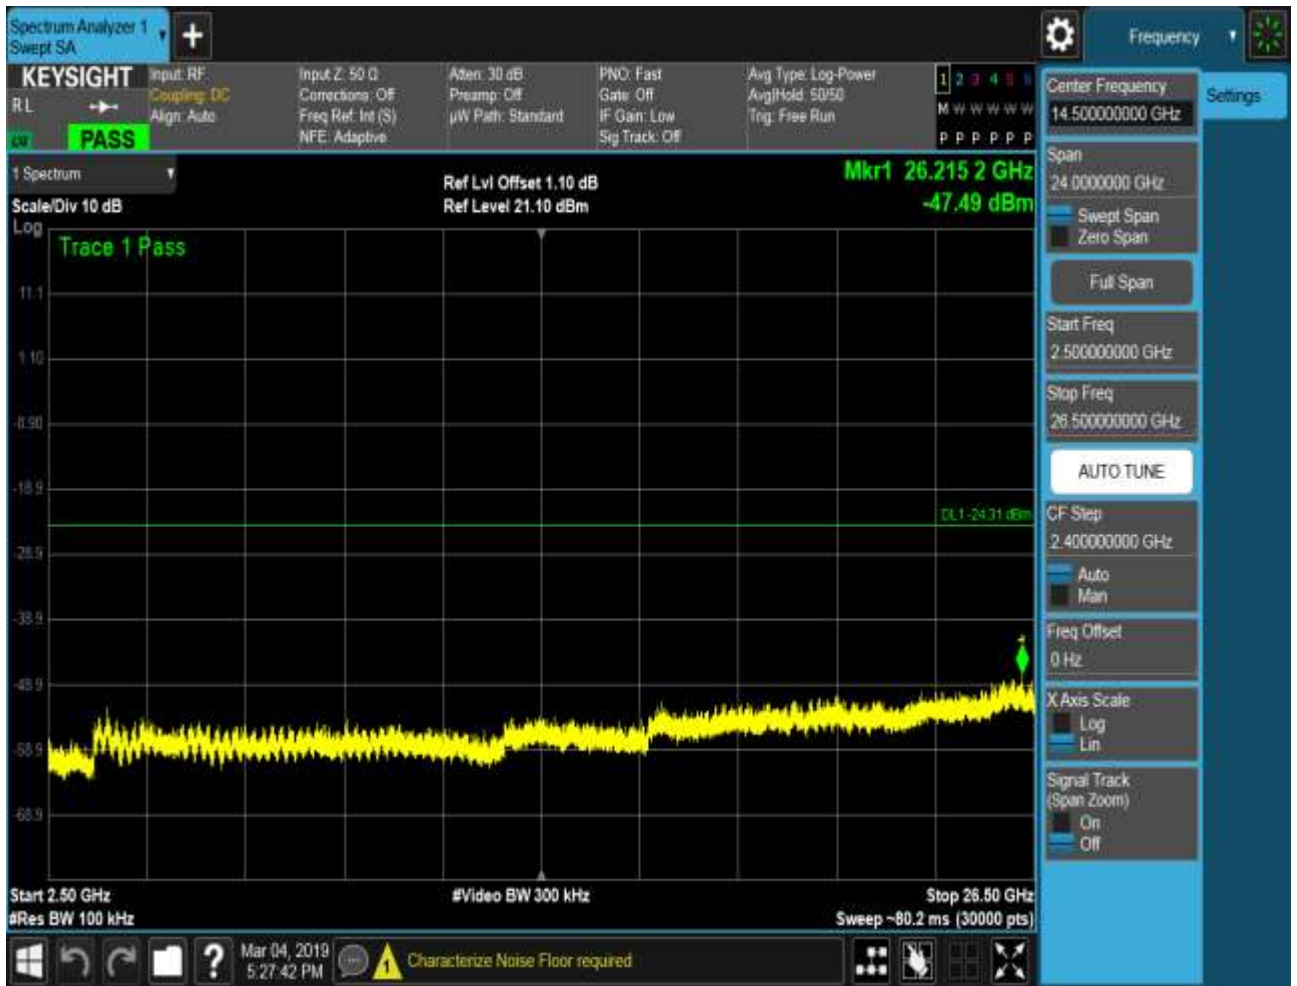 Spectrum Analyzer 1
Swept SA
Frequency
KEYSIGHT
R L
PASS
Input: RF
Coupling: DC
Align: Auto
Input Z: 50 Ω
Corrections: Off
Freq Ref: Int (S)
NFE: Adaptive
Atten: 30 dB
Preamp: Off
µW Path: Standard
PNO: Fast
Gate: Off
IF Gain: Low
Sig Track: Off
Avg Type: Log-Power
Avg|Hold: 50/50
Trig: Free Run
1 2 3 4 5 6
M W W W W W
P P P P P P
1 Spectrum
Scale/Div 10 dB
Ref Lvl Offset 1.10 dB
Ref Level 21.10 dBm
Mkr1 26.215 2 GHz
-47.49 dBm
Log
Trace 1 Pass
11.1
1.10
-8.90
-18.9
DL1 -24.31 dBm
-28.9
-38.9
-48.9
-58.9
-68.9
Start 2.50 GHz
#Video BW 300 kHz
Stop 26.50 GHz
#Res BW 100 kHz
Sweep ~80.2 ms (30000 pts)
Center Frequency
14.500000000 GHz
Settings
Span
24.0000000 GHz
Swept Span
Zero Span
Full Span
Start Freq
2.500000000 GHz
Stop Freq
26.500000000 GHz
AUTO TUNE
CF Step
2.400000000 GHz
Auto
Man
Freq Offset
0 Hz
X Axis Scale
Log
Lin
Signal Track
(Span Zoom)
On
Off
?
Mar 04, 2019
5:27:42 PM
1
Characterize Noise Floor required